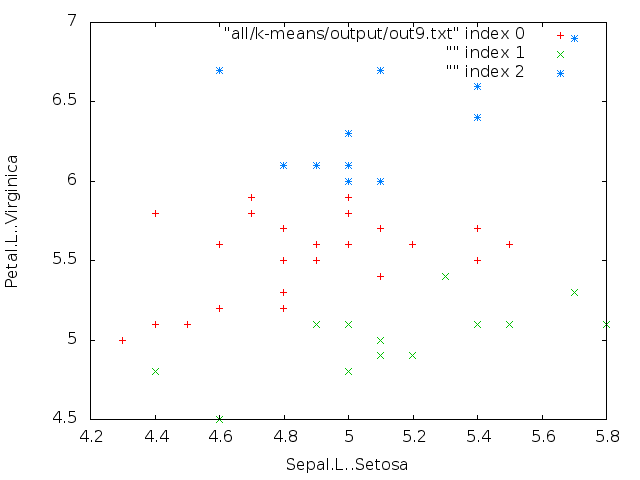 7
"all/k-means/output/out9.txt" index 0
"" index 1
"" index 2
6.5
6
5.5
5
4.5
Petal.L..Virginica
4.2 4.4 4.6 4.8 5 5.2 5.4 5.6 5.8
Sepal.L..Setosa